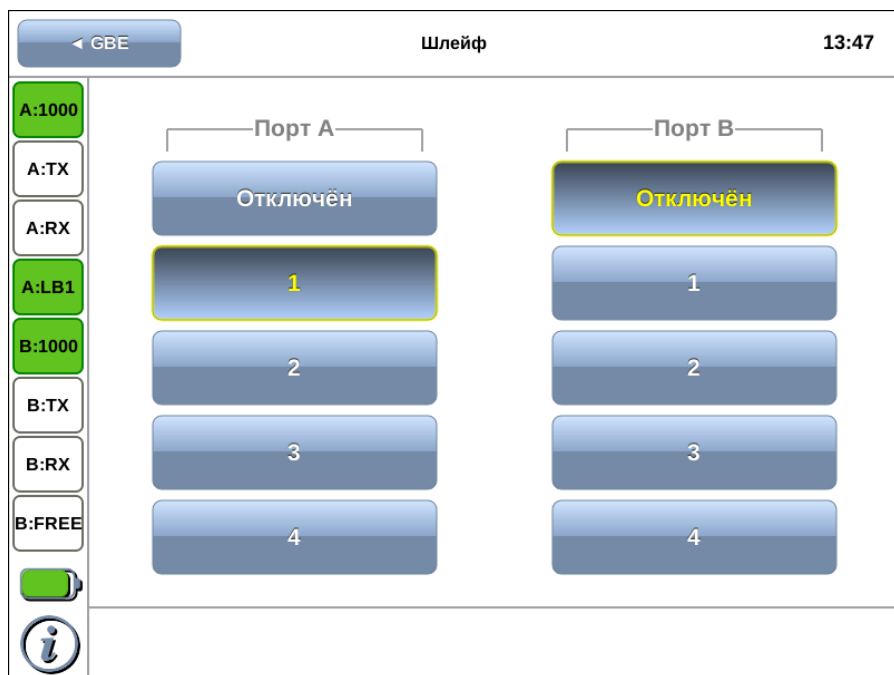 ◄ GBE
Шлейф
13:47
A:1000
A:TX
A:RX
A:LB1
B:1000
B:TX
B:RX
B:FREE
Порт A
Отключён
1
2
3
4
Порт B
Отключён
1
2
3
4
i